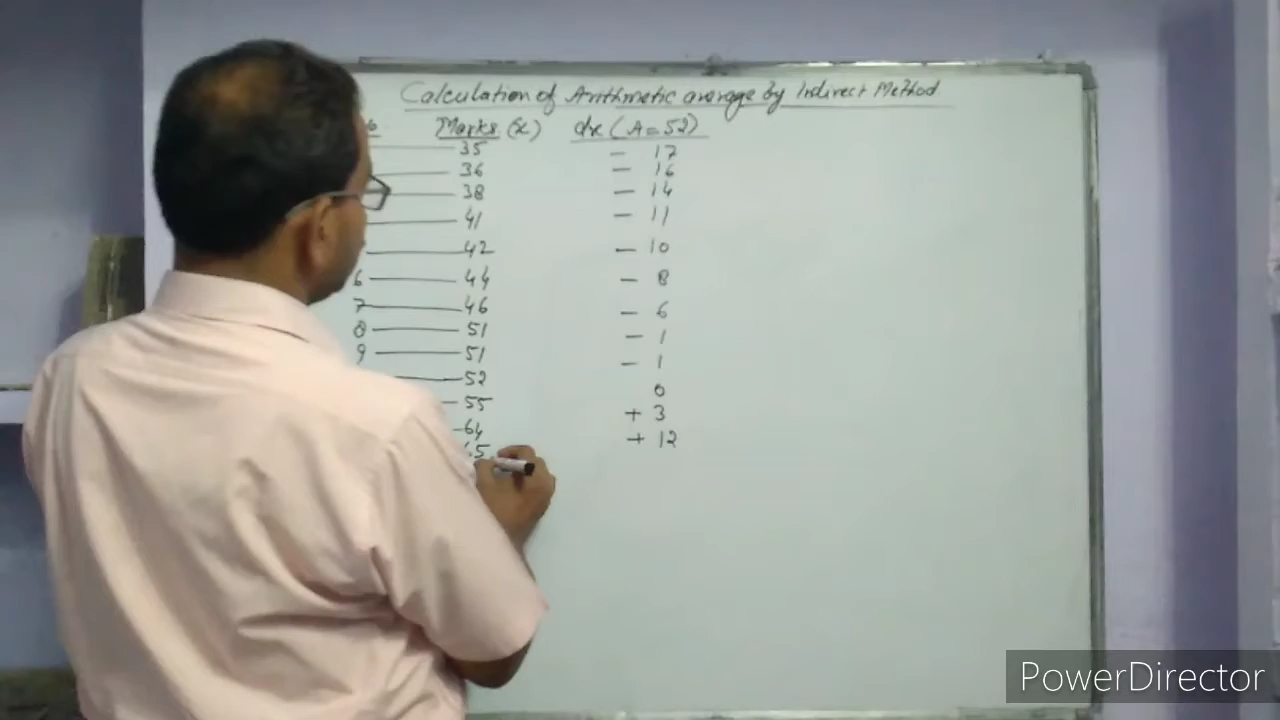 Calculation of Arithmetic average by Indirect Method
Marks (x) dx (A=52)
35 - 17
36 - 16
38 - 14
41 - 11
42 - 10
6 44 - 8
7 46 - 6
8 51 - 1
9 51 - 1
52 0
55 + 3
64 + 12
PowerDirector